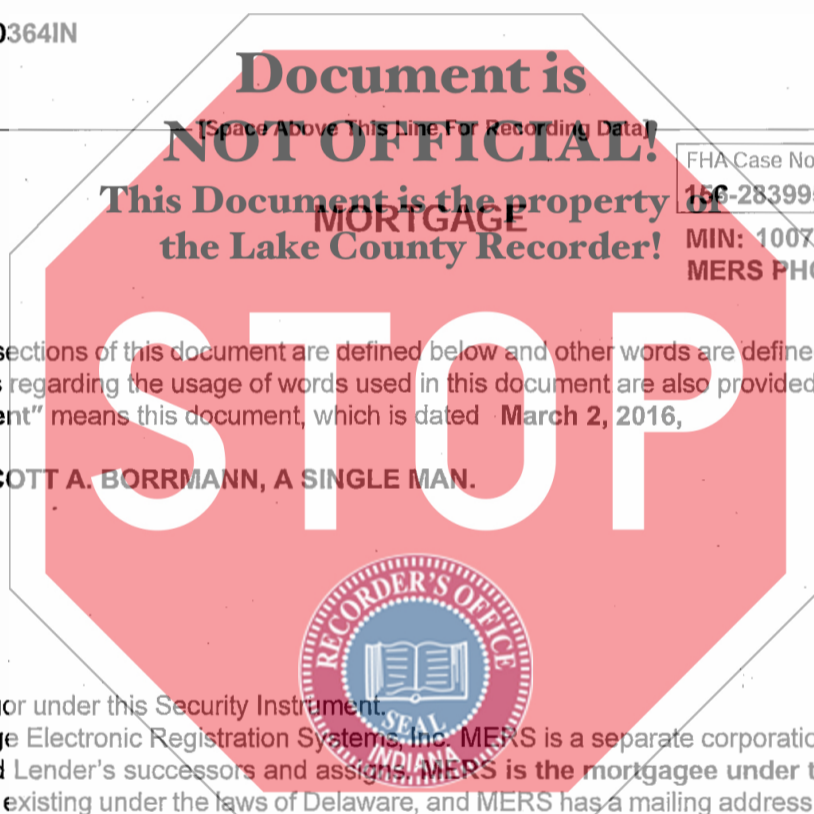 0364IN
Document is
[Space Above This Line For Recording Data]
NOT OFFICIAL!
FHA Case No
156-28399
This Document is the property of
MORTGAGE
the Lake County Recorder!
MIN: 1007
MERS PHO
STOP
sections of this document are defined below and other words are define
s regarding the usage of words used in this document are also provided
ent" means this document, which is dated March 2, 2016,
COTT A. BORRMANN, A SINGLE MAN.
RECORDER'S OFFICE
SEAL
INDIANA
or under this Security Instrument.
ge Electronic Registration Systems, Inc. MERS is a separate corporatio
d Lender's successors and assigns. MERS is the mortgagee under t
existing under the laws of Delaware, and MERS has a mailing address